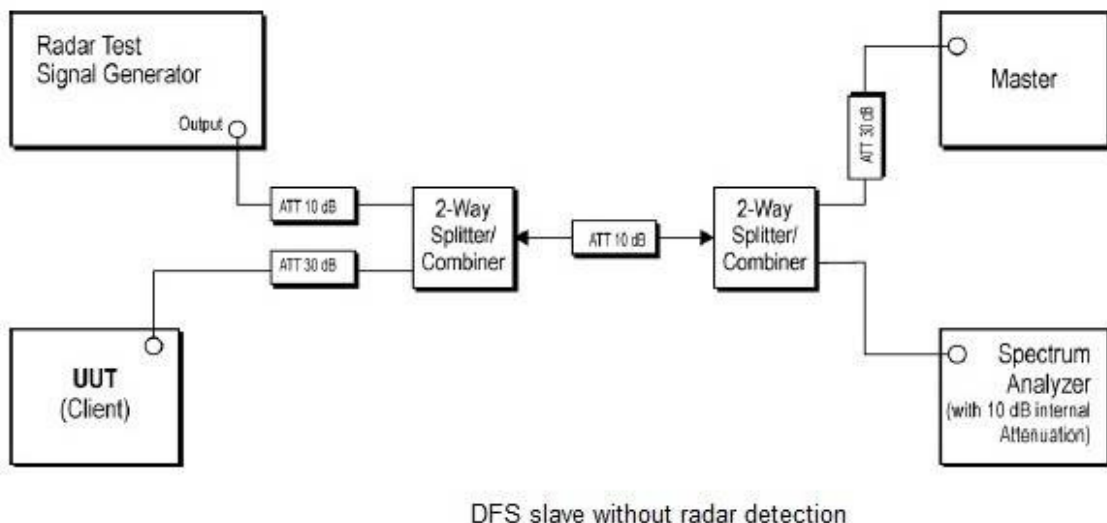 Radar Test
Signal Generator
Output
ATT 10 dB
ATT 30 dB
UUT
(Client)
2-Way
Splitter/
Combiner
ATT 10 dB
2-Way
Splitter/
Combiner
ATT 30 dB
Master
Spectrum
Analyzer
(with 10 dB internal
Attenuation)
DFS slave without radar detection